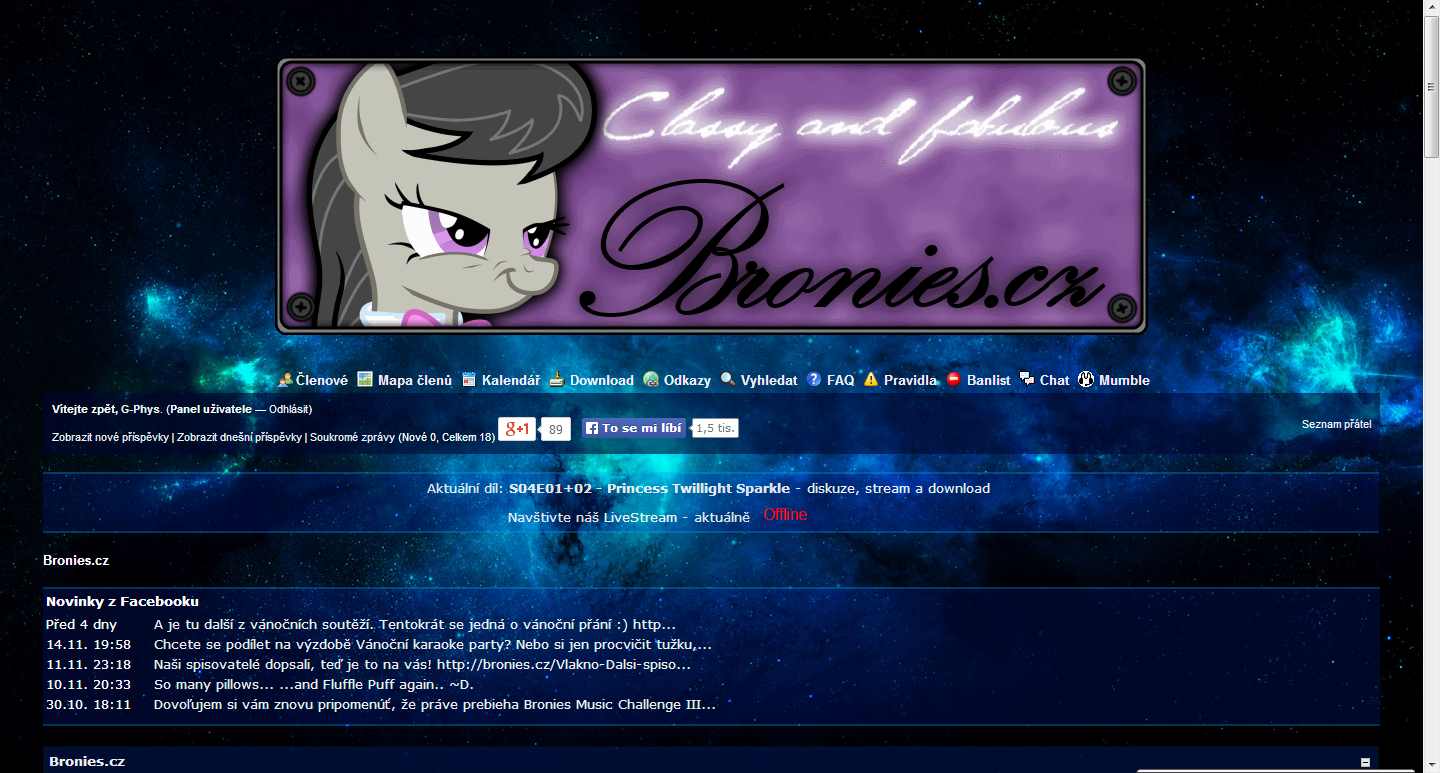 Classy and fabulous
Bronies.cz
Členové Mapa členů Kalendář Download Odkazy Vyhledat FAQ Pravidla Banlist Chat Mumble
Vítejte zpět, G-Phys. (Panel uživatele — Odhlásit)
Zobrazit nové příspěvky | Zobrazit dnešní příspěvky | Soukromé zprávy (Nové 0, Celkem 18) g+1 89 To se mi líbí 1,5 tis.
Seznam přátel
Aktuální díl: S04E01+02 - Princess Twillight Sparkle - diskuze, stream a download
Navštivte náš LiveStream - aktuálně Offline
Bronies.cz
Novinky z Facebooku
Před 4 dny A je tu další z vánočních soutěží. Tentokrát se jedná o vánoční přání :) http...
14.11. 19:58 Chcete se podílet na výzdobě Vánoční karaoke party? Nebo si jen procvičit tužku,...
11.11. 23:18 Naši spisovatelé dopsali, teď je to na vás! http://bronies.cz/Vlakno-Dalsi-spiso...
10.11. 20:33 So many pillows... ...and Fluffle Puff again.. ~D.
30.10. 18:11 Dovoľujem si vám znovu pripomenúť, že práve prebieha Bronies Music Challenge III...
Bronies.cz